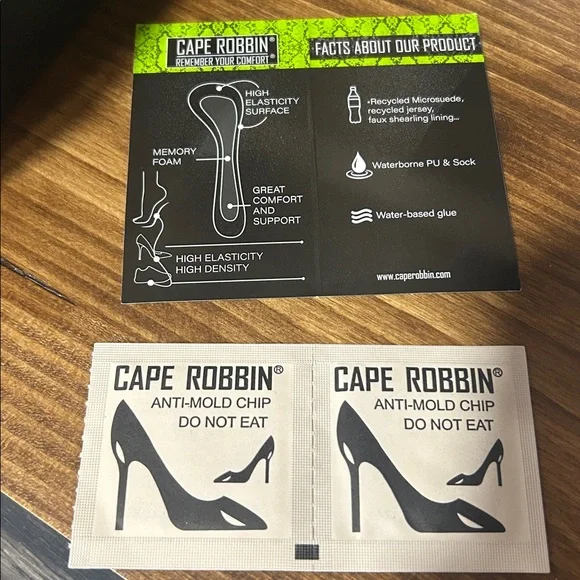 CAPE ROBBIN®
REMEMBER YOUR COMFORT®
FACTS ABOUT OUR PRODUCT
HIGH
ELASTICITY
SURFACE
MEMORY
FOAM
GREAT
COMFORT
AND
SUPPORT
HIGH ELASTICITY
HIGH DENSITY
•Recycled Microsuede,
recycled jersey,
faux shearling lining...
Waterborne PU & Sock
Water-based glue
www.caperobbin.com
CAPE ROBBIN®
ANTI-MOLD CHIP
DO NOT EAT
CAPE ROBBIN®
ANTI-MOLD CHIP
DO NOT EAT